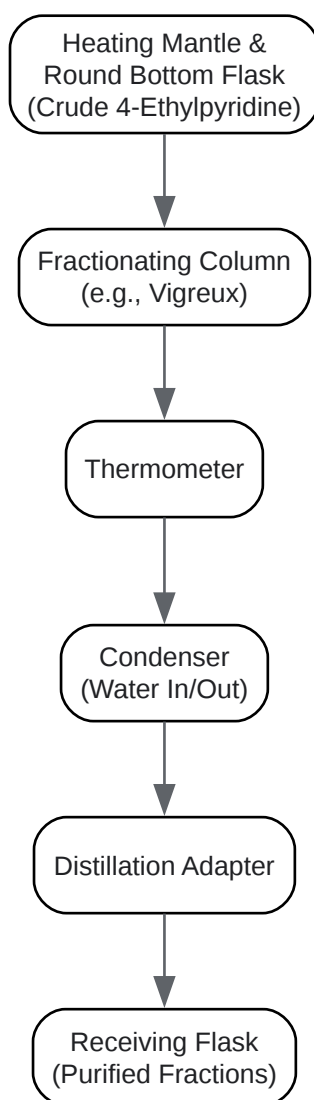 Heating Mantle &
Round Bottom Flask
(Crude 4-Ethylpyridine)
Fractionating Column
(e.g., Vigreux)
Thermometer
Condenser
(Water In/Out)
Distillation Adapter
Receiving Flask
(Purified Fractions)